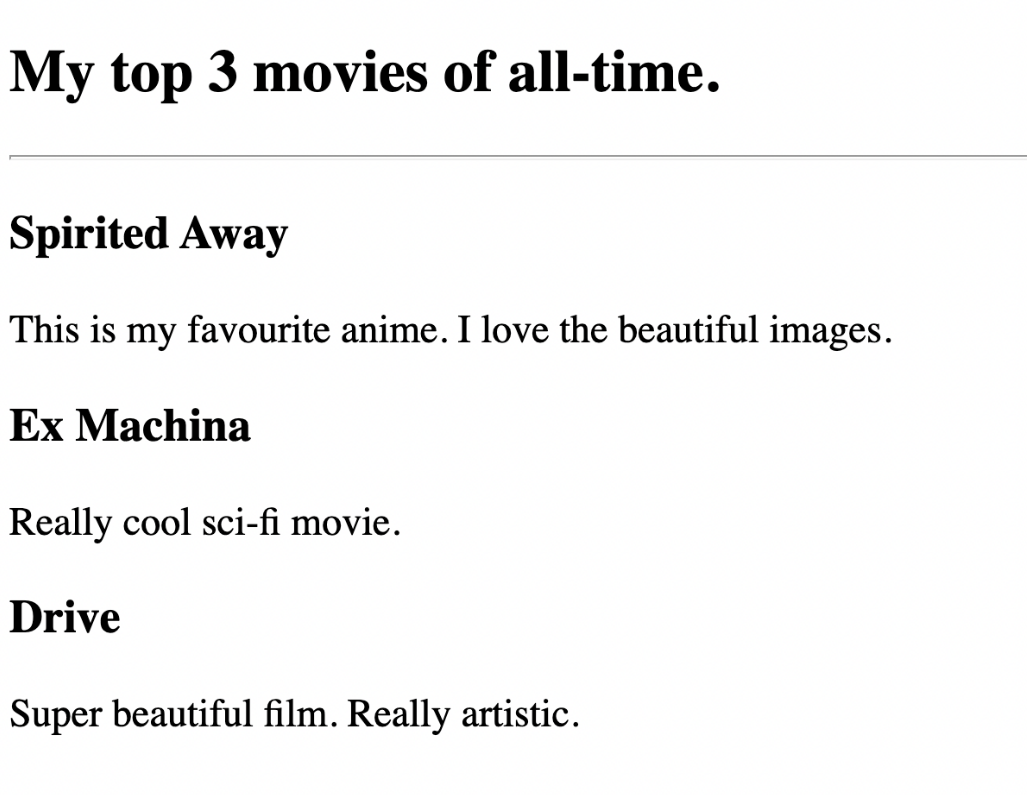 My top 3 movies of all-time.
Spirited Away
This is my favourite anime. I love the beautiful images.
Ex Machina
Really cool sci-fi movie.
Drive
Super beautiful film. Really artistic.